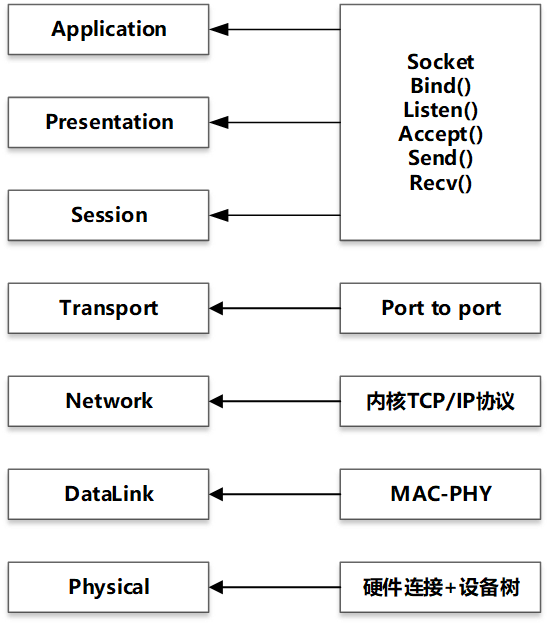 Application
Presentation
Session
Transport
Network
DataLink
Physical
Socket
Bind()
Listen()
Accept()
Send()
Recv()
Port to port
内核TCP/IP协议
MAC-PHY
硬件连接+设备树